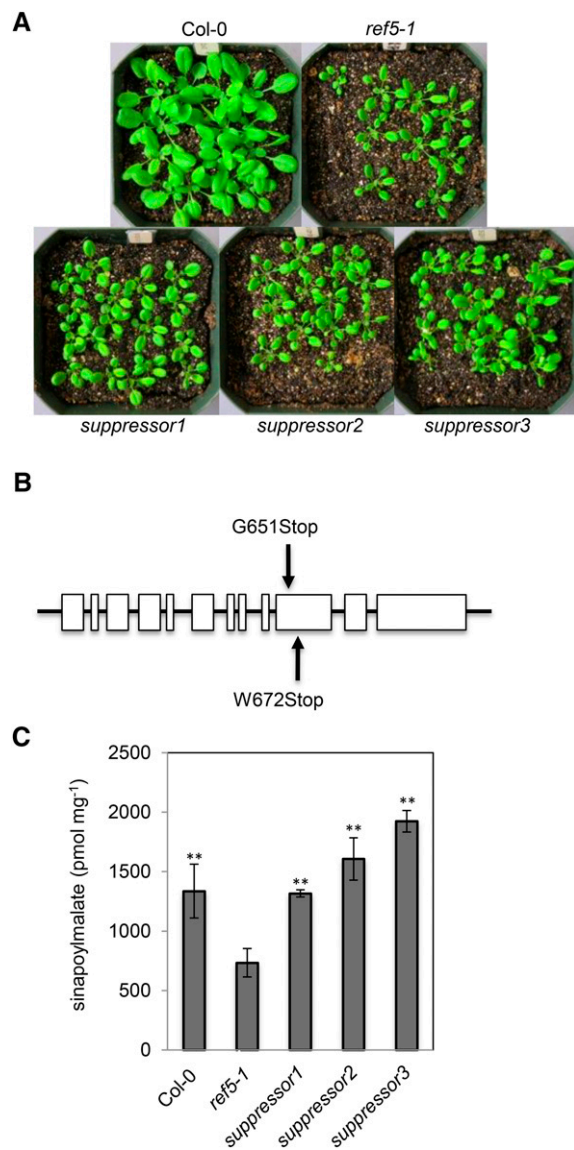 A
Col-0 ref5-1
suppressor1 suppressor2 suppressor3
B
G651Stop
W672Stop
C
sinapoylmalate (pmol mg⁻¹)
2500
2000
1500
1000
500
0
** ** ** **
Col-0 ref5-1 suppressor1 suppressor2 suppressor3